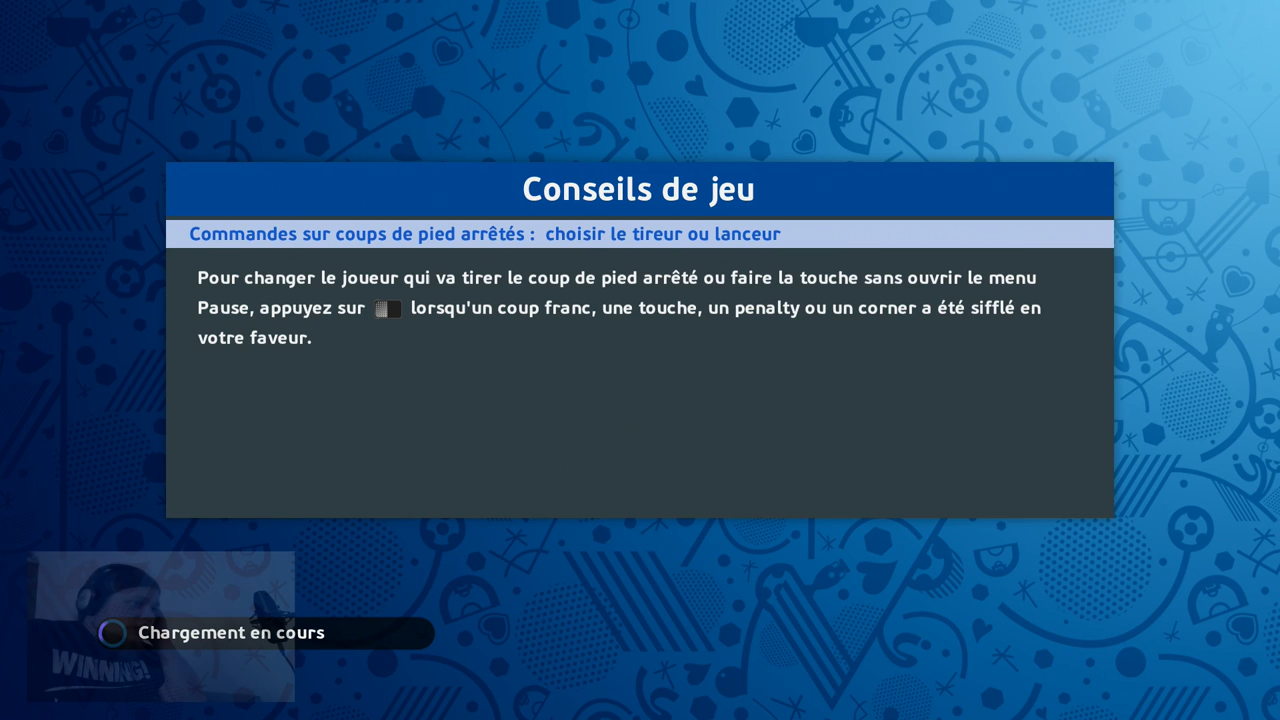 Conseils de jeu
Commandes sur coups de pied arrêtés : choisir le tireur ou lanceur
Pour changer le joueur qui va tirer le coup de pied arrêté ou faire la touche sans ouvrir le menu
Pause, appuyez sur lorsqu'un coup franc, une touche, un penalty ou un corner a été sifflé en
votre faveur.
Chargement en cours
WINNING!